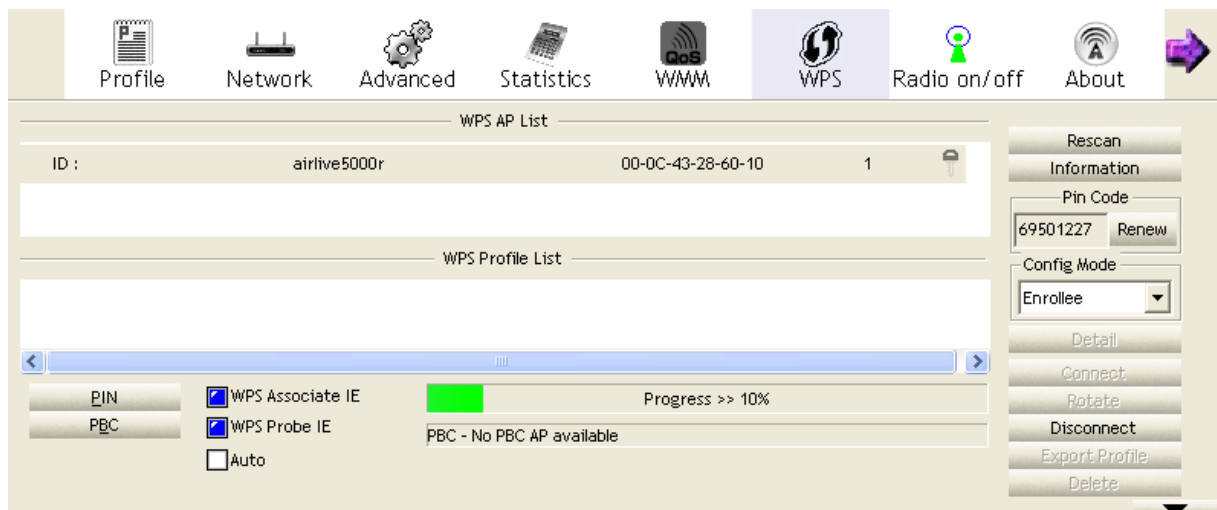 Profile Network Advanced Statistics QoS WMM WPS Radio on/off About
WPS AP List
ID : airlive5000r 00-0C-43-28-60-10 1
WPS Profile List
PIN
PBC
WPS Associate IE
WPS Probe IE
Auto
Progress >> 10%
PBC - No PBC AP available
Rescan
Information
Pin Code
69501227 Renew
Config Mode
Enrollee
Detail
Connect
Rotate
Disconnect
Export Profile
Delete